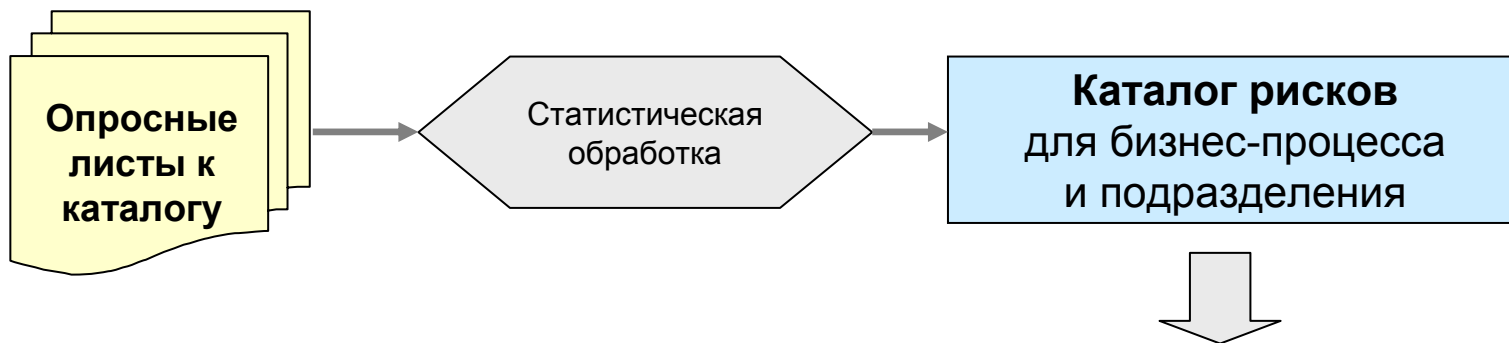 Опросные
листы к
каталогу
Статистическая
обработка
Каталог рисков
для бизнес-процесса
и подразделения